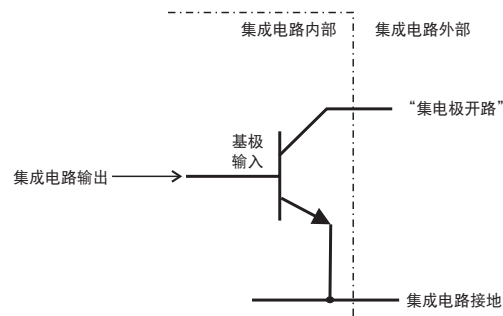 集成电路内部
集成电路外部
“集电极开路”
基极
输入
集成电路输出
集成电路接地